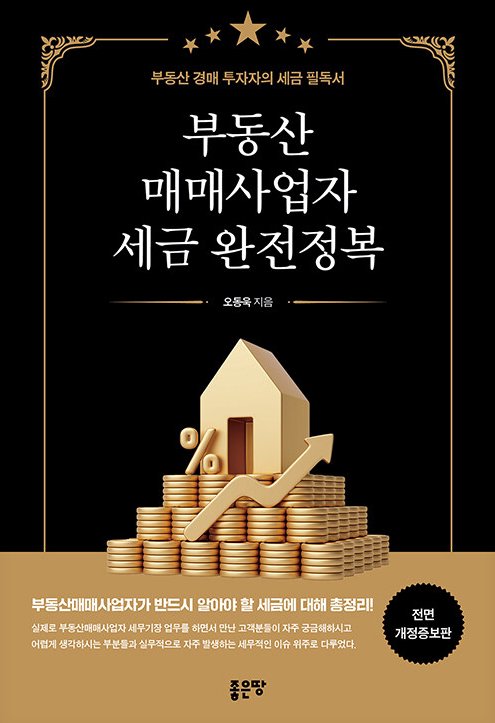 부동산 경매 투자자의 세금 필독서
부동산
매매사업자
세금 완전정복
오동욱 지음
%
부동산매매사업자가 반드시 알아야 할 세금에 대해 총정리!
실제로 부동산매매사업자 세무기장 업무를 하면서 만난 고객분들이 자주 궁금해하시고
어렵게 생각하시는 부분들과 실무적으로 자주 발생하는 세무적인 이슈 위주로 다루었다.
전면
개정증보판
좋은땅